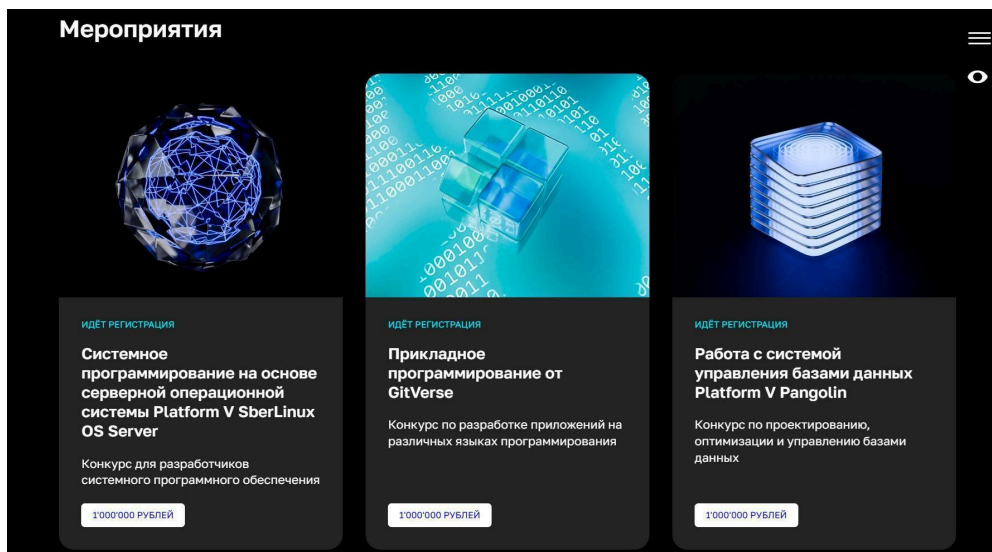 Мероприятия
ИДЁТ РЕГИСТРАЦИЯ
Системное
программирование на основе
серверной операционной
системы Platform V SberLinux
OS Server
Конкурс для разработчиков
системного программного обеспечения
1'000'000 РУБЛЕЙ
ИДЁТ РЕГИСТРАЦИЯ
Прикладное
программирование от
GitVerse
Конкурс по разработке приложений на
различных языках программирования
1'000'000 РУБЛЕЙ
ИДЁТ РЕГИСТРАЦИЯ
Работа с системой
управления базами данных
Platform V Pangolin
Конкурс по проектированию,
оптимизации и управлению базами
данных
1'000'000 РУБЛЕЙ